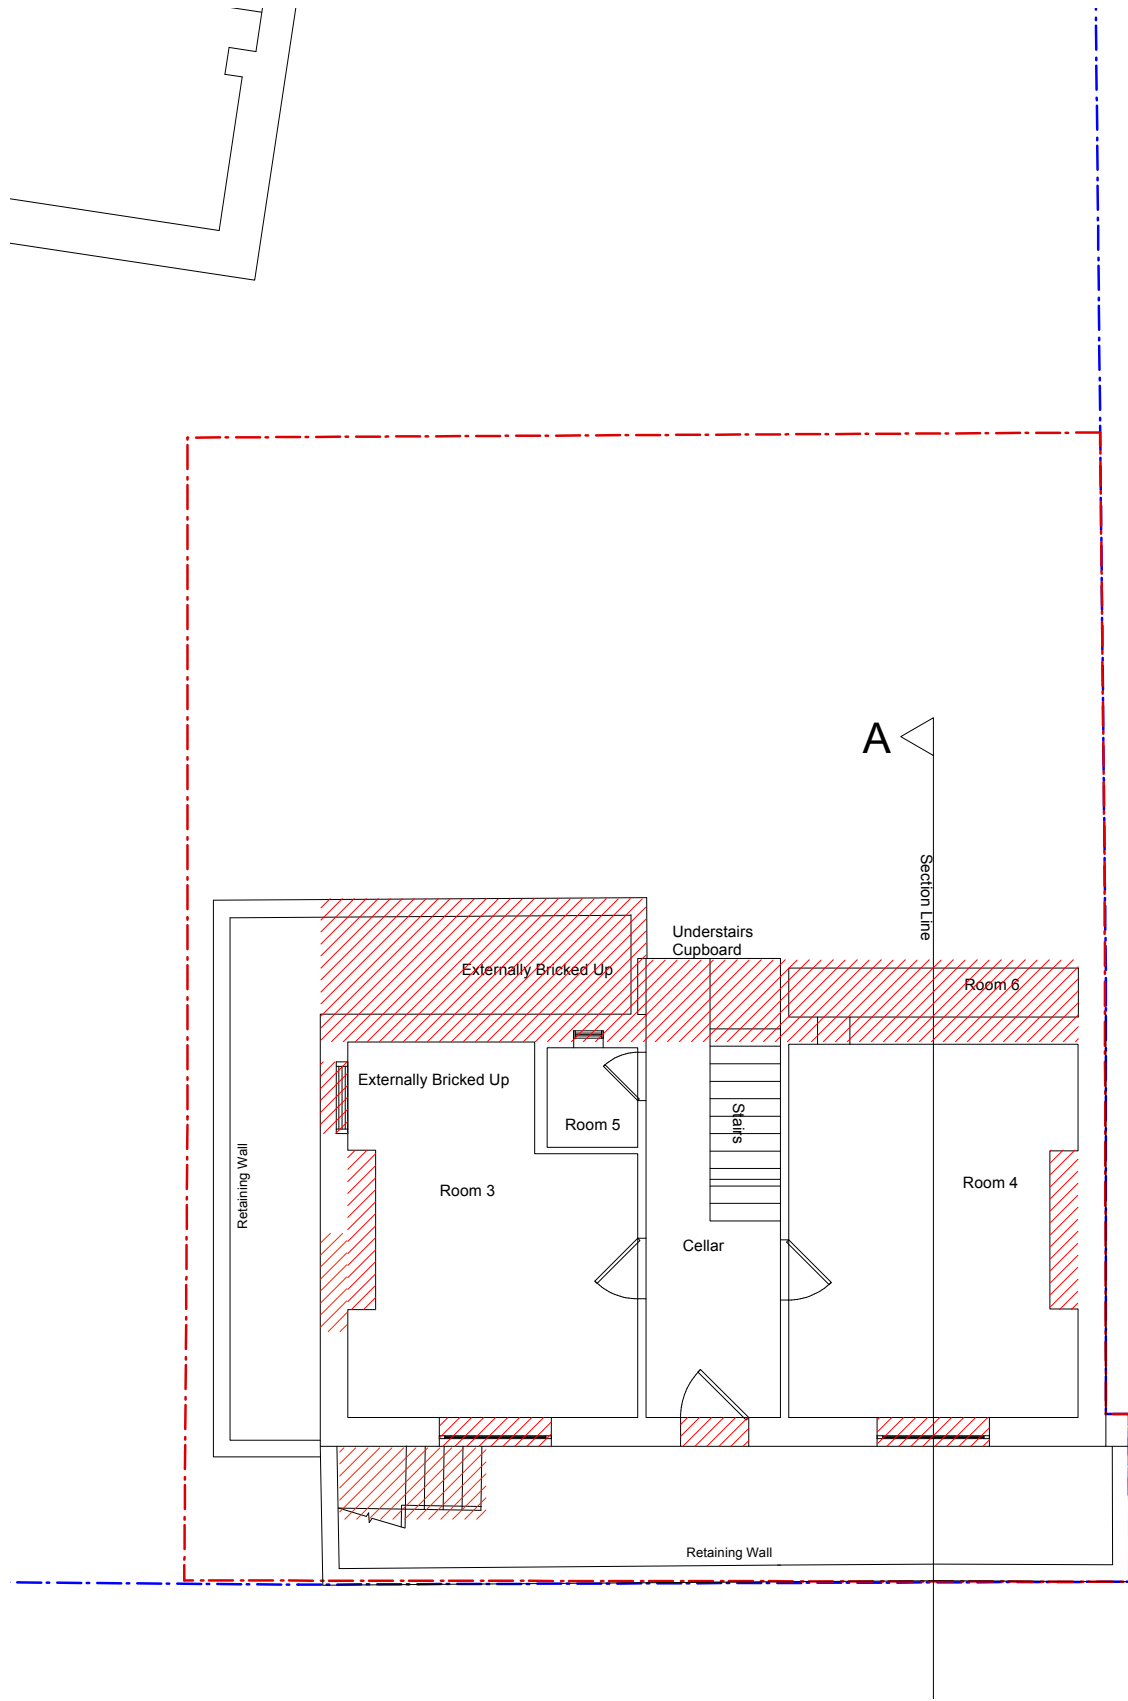 A
Section Line
Understairs
Cupboard
Externally Bricked Up
Room 6
Externally Bricked Up
Room 5
Stairs
Retaining Wall
Room 3
Room 4
Cellar
Retaining Wall